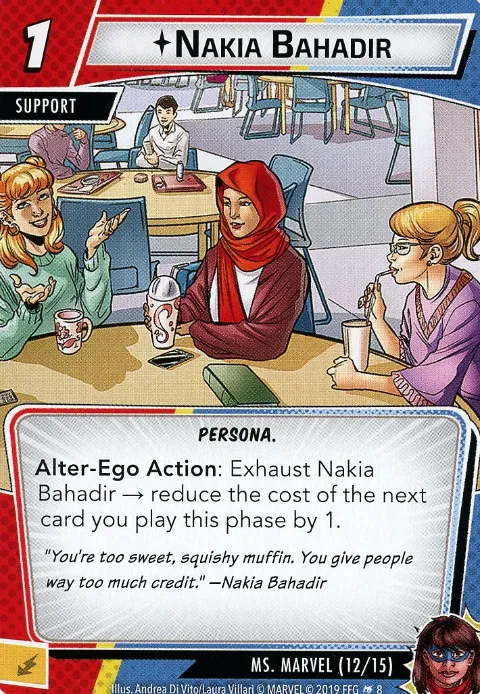 1
NAKIA BAHADIR
SUPPORT
S
PERSONA.
Alter-Ego Action: Exhaust Nakia
Bahadir → reduce the cost of the next
card you play this phase by 1.
"You're too sweet, squishy muffin. You give people
way too much credit." —Nakia Bahadir
MS. MARVEL (12/15)
Illus. Andrea Di Vito/Laura Villari © MARVEL © 2019 FFG 8